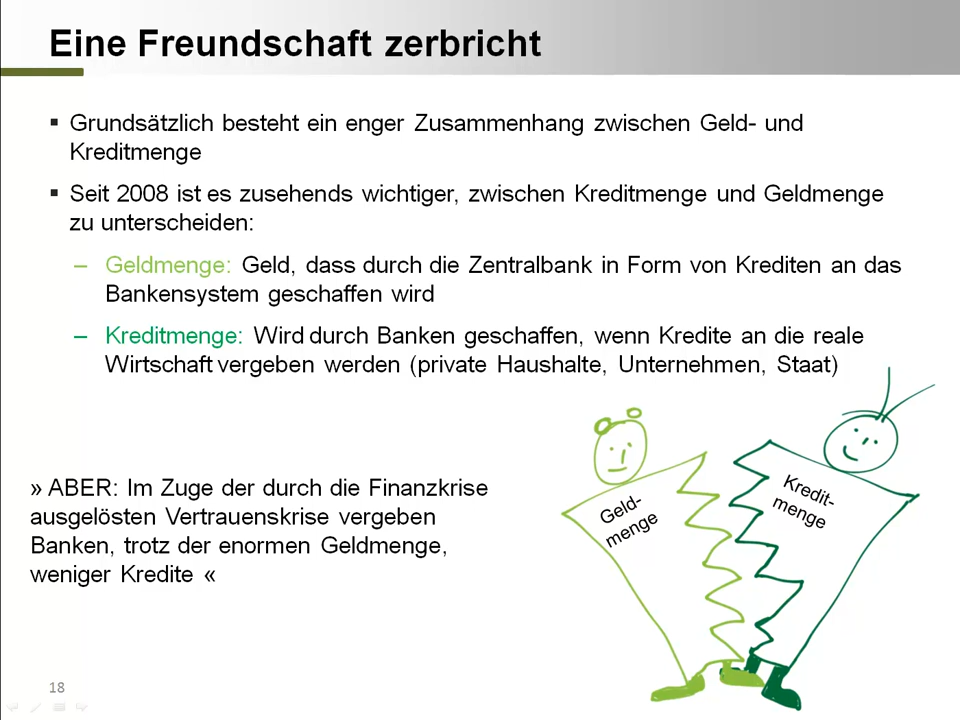 Eine Freundschaft zerbricht
▪ Grundsätzlich besteht ein enger Zusammenhang zwischen Geld- und
Kreditmenge
▪ Seit 2008 ist es zusehends wichtiger, zwischen Kreditmenge und Geldmenge
zu unterscheiden:
– Geldmenge: Geld, dass durch die Zentralbank in Form von Krediten an das
Bankensystem geschaffen wird
– Kreditmenge: Wird durch Banken geschaffen, wenn Kredite an die reale
Wirtschaft vergeben werden (private Haushalte, Unternehmen, Staat)
» ABER: Im Zuge der durch die Finanzkrise
ausgelösten Vertrauenskrise vergeben
Banken, trotz der enormen Geldmenge,
weniger Kredite «
Geld-
menge
Kredit-
menge
18